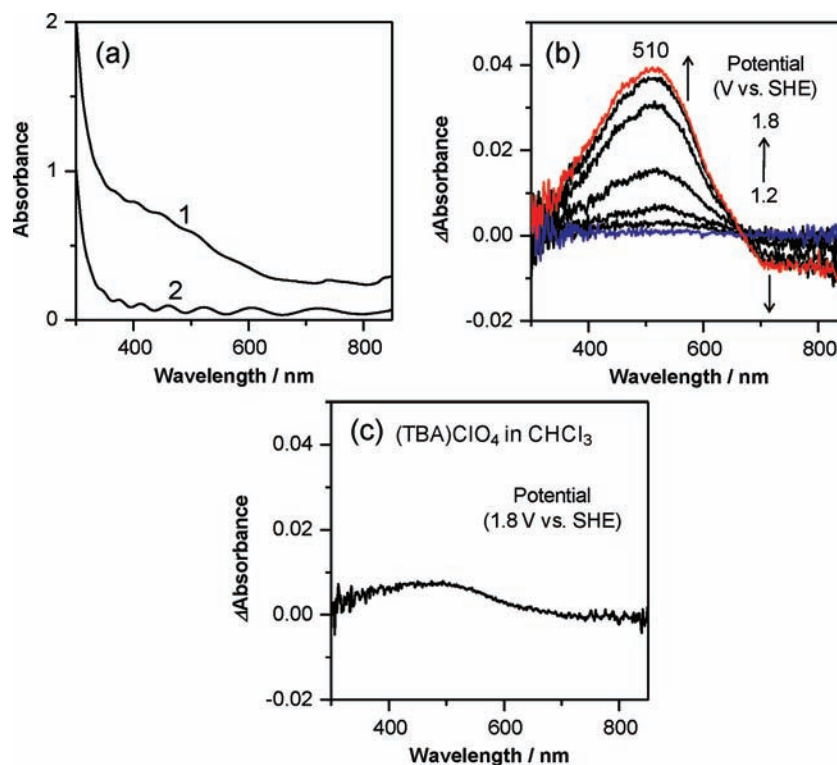 (a)
2
1
0
Absorbance
1
2
400
600
800
Wavelength / nm
(b)
510
Potential
(V vs. SHE)
1.8
1.2
0.04
0.02
0.00
-0.02
ΔAbsorbance
400
600
800
Wavelength / nm
(c) (TBA)ClO4 in CHCl3
Potential
(1.8 V vs. SHE)
0.04
0.02
0.00
-0.02
ΔAbsorbance
400
600
800
Wavelength / nm